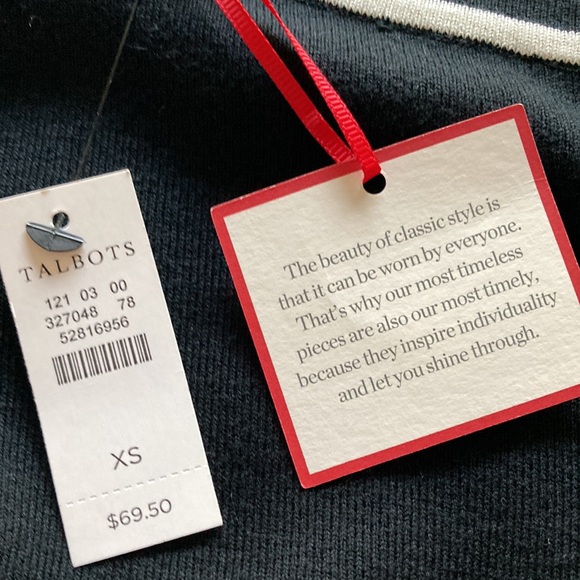 TALBOTS
121 03 00
327048 78
52816956
XS
$69.50
The beauty of classic style is
that it can be worn by everyone.
That's why our most timeless
pieces are also our most timely,
because they inspire individuality
and let you shine through.